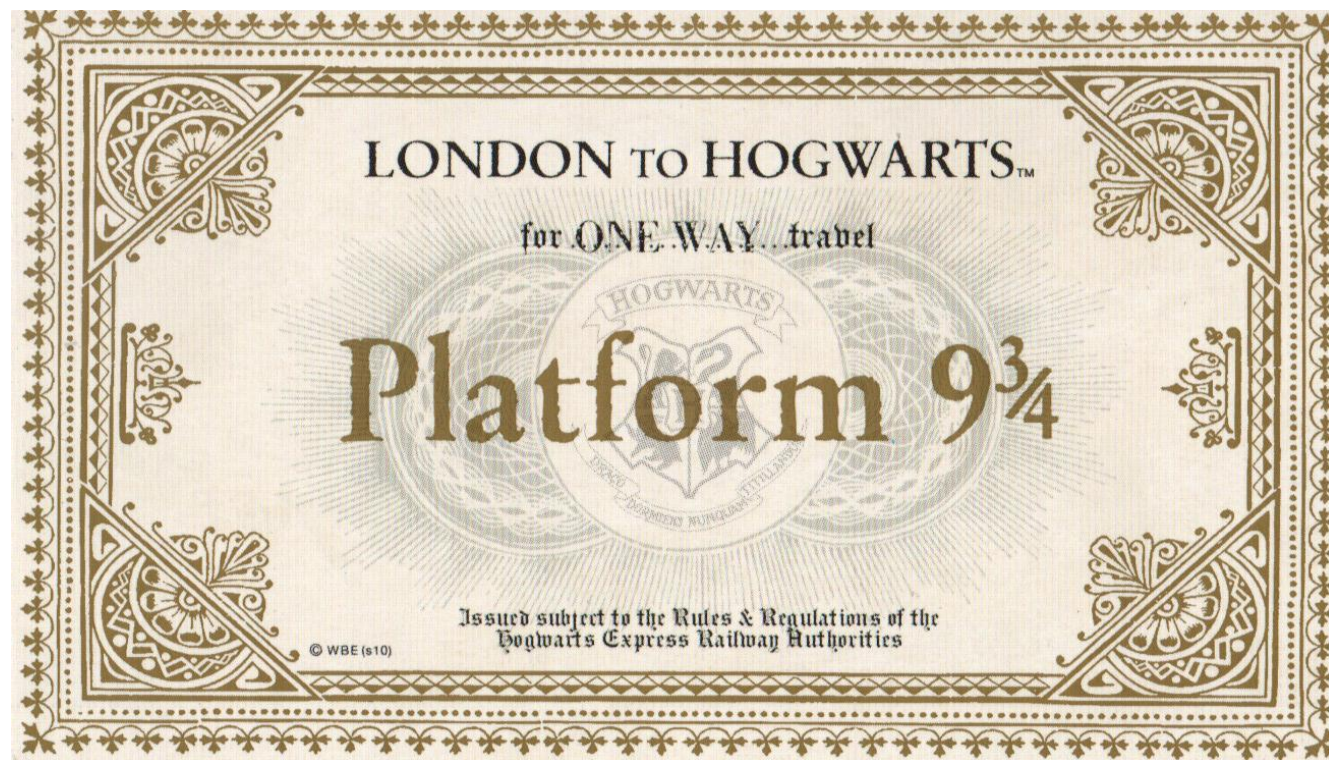 LONDON TO HOGWARTS™
for ONE WAY travel
HOGWARTS
Platform 9¾
DRACO DORMIENS NUNQUAM TITILLANDUS
Issued subject to the Rules & Regulations of the
Hogwarts Express Railway Authorities
© WBE (s10)